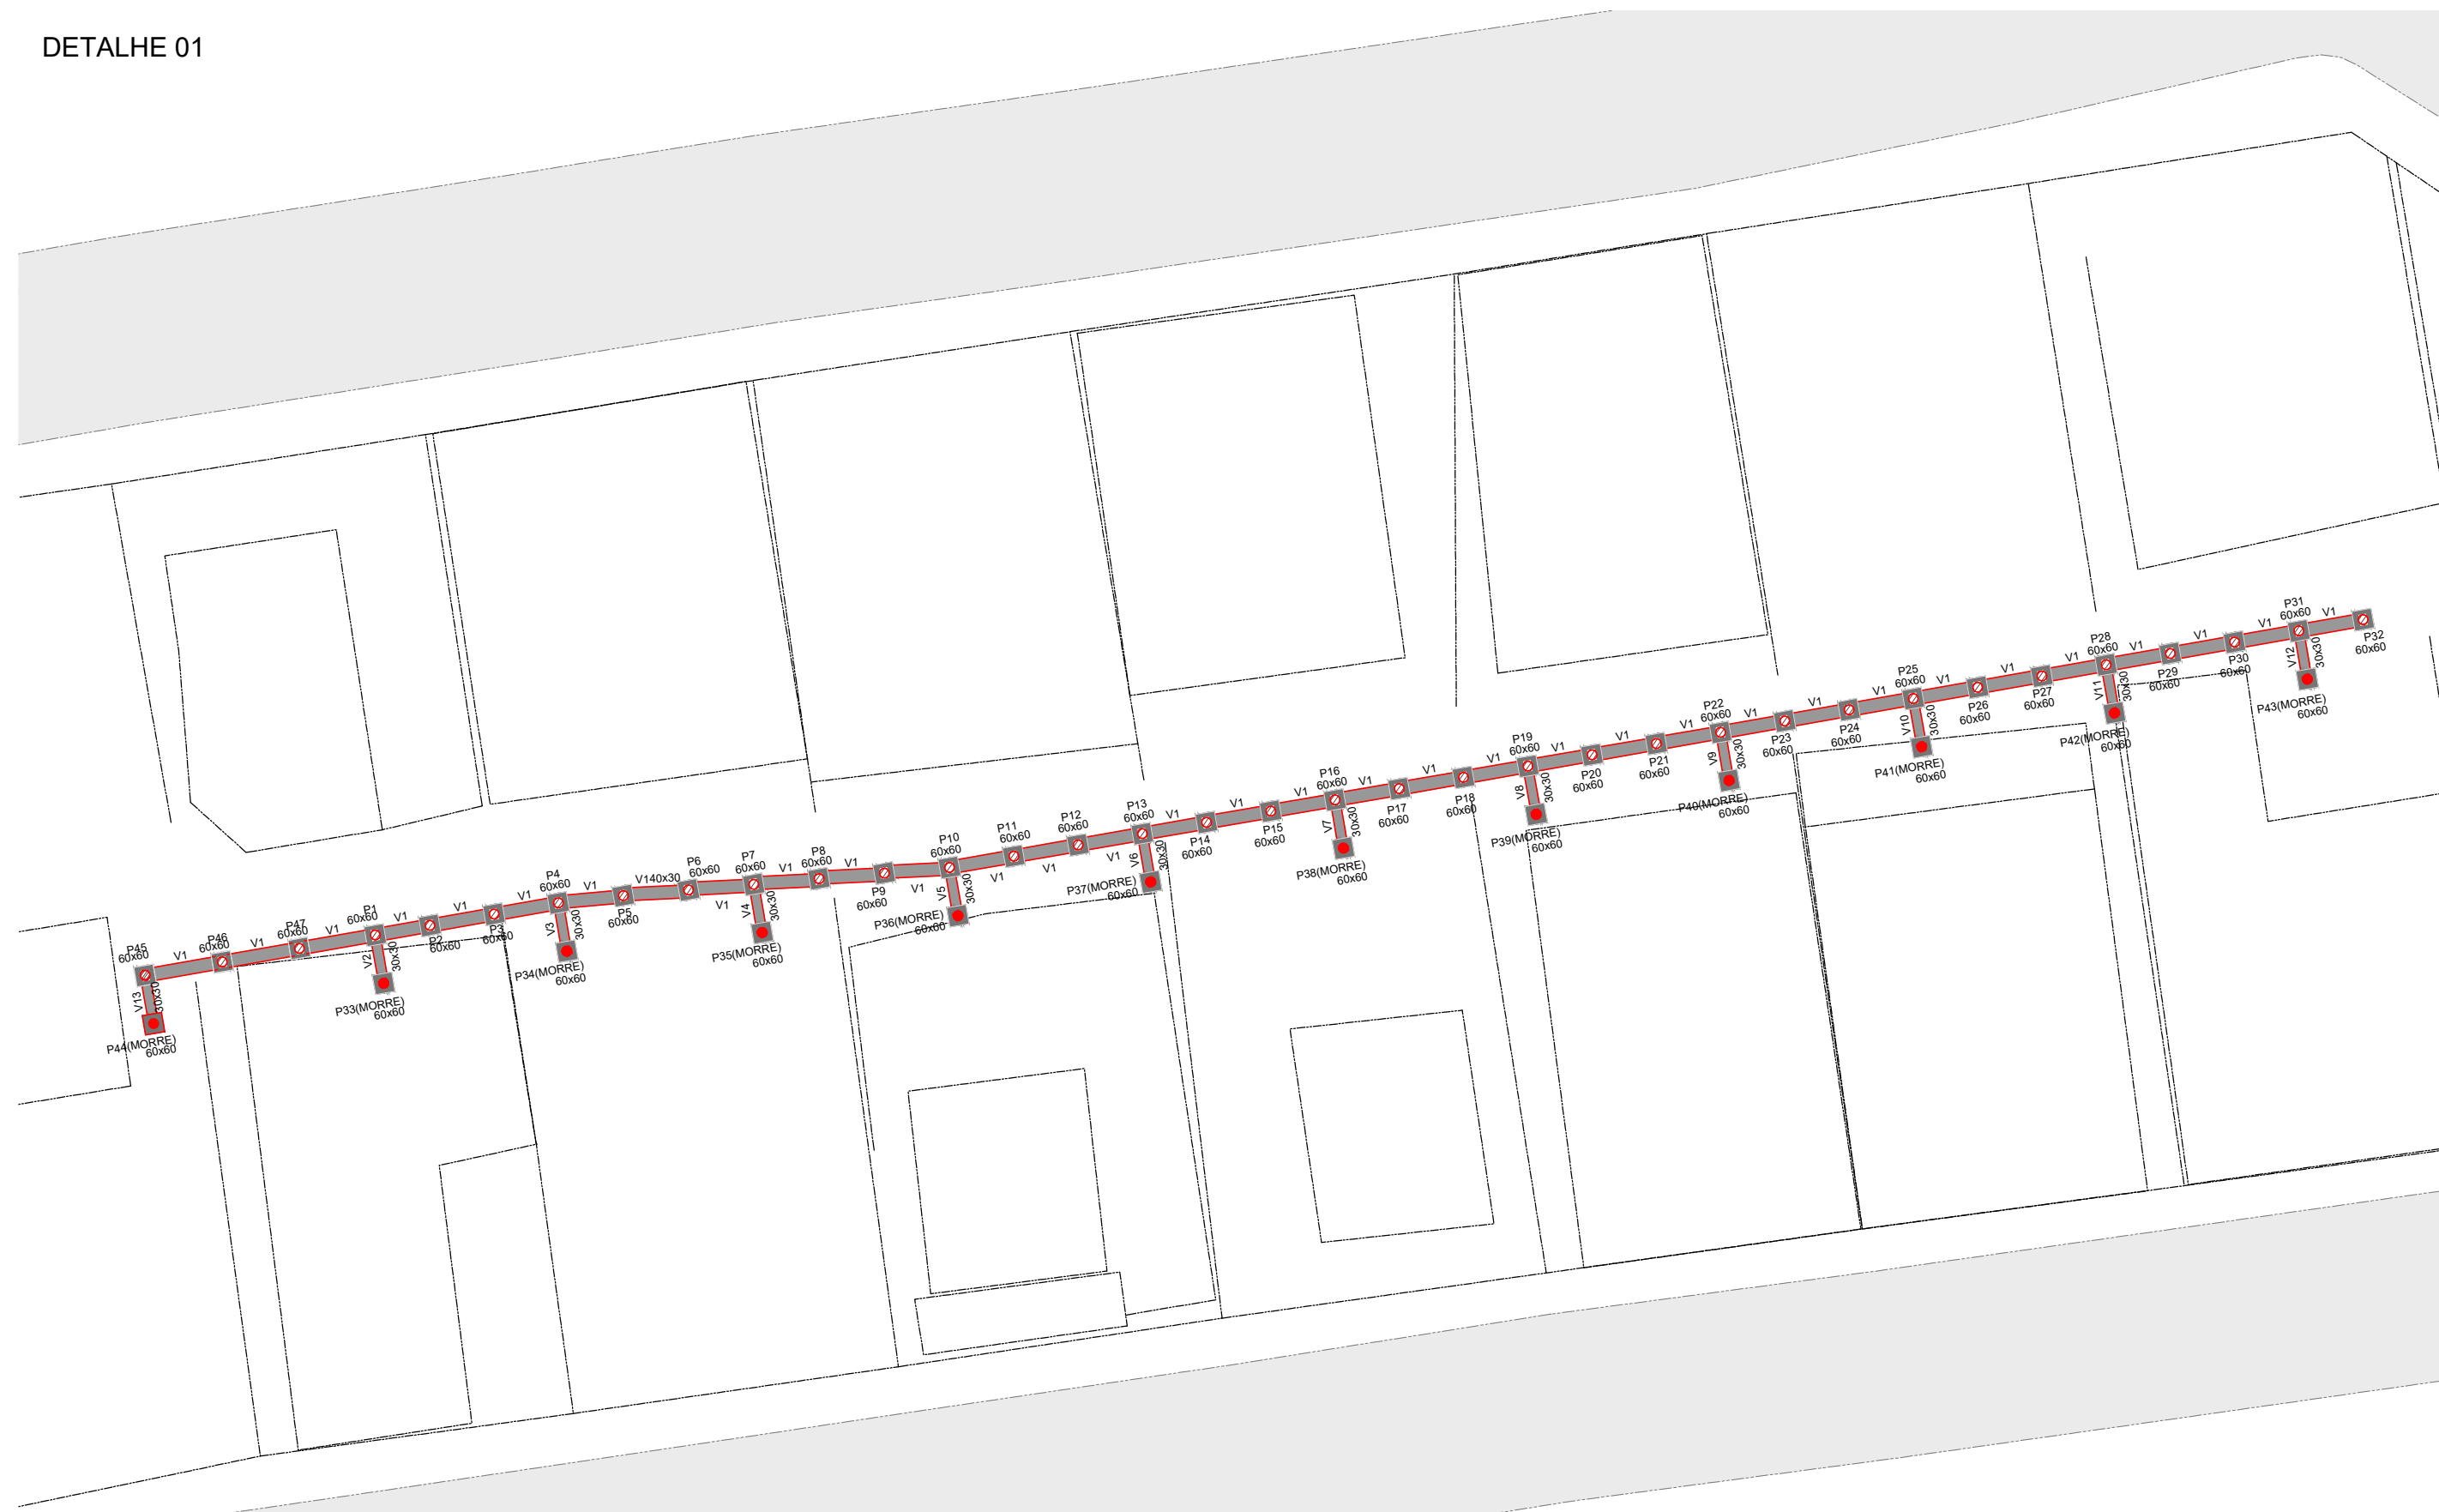 DETALHE 01
P45
60x60
V1
P46
60x60
V1
P47
60x60
V1
P1
60x60
V1
P2
60x60
V1
P3
60x60
V1
P4
60x60
V1
P5
60x60
V140x30
P6
60x60
V1
P7
60x60
V1
P8
60x60
V1
P9
60x60
V1
P10
60x60
V1
P11
60x60
V1
P12
60x60
V1
P13
60x60
V1
P14
60x60
V1
P15
60x60
V1
P16
60x60
V1
P17
60x60
V1
P18
60x60
V1
P19
60x60
V1
P20
60x60
V1
P21
60x60
V1
P22
60x60
V1
P23
60x60
V1
P24
60x60
V1
P25
60x60
V1
P26
60x60
V1
P27
60x60
V1
P28
60x60
V1
P29
60x60
V1
P30
60x60
V1
P31
60x60
V1
P32
60x60
V13
30x30
P44(MORRE)
60x60
V2
30x30
P33(MORRE)
60x60
V3
30x30
P34(MORRE)
60x60
V4
30x30
P35(MORRE)
60x60
V5
30x30
P36(MORRE)
60x60
V6
30x30
P37(MORRE)
60x60
V7
30x30
P38(MORRE)
60x60
V8
30x30
P39(MORRE)
60x60
V9
30x30
P40(MORRE)
60x60
V10
30x30
P41(MORRE)
60x60
V11
30x30
P42(MORRE)
60x60
V12
30x30
P43(MORRE)
60x60